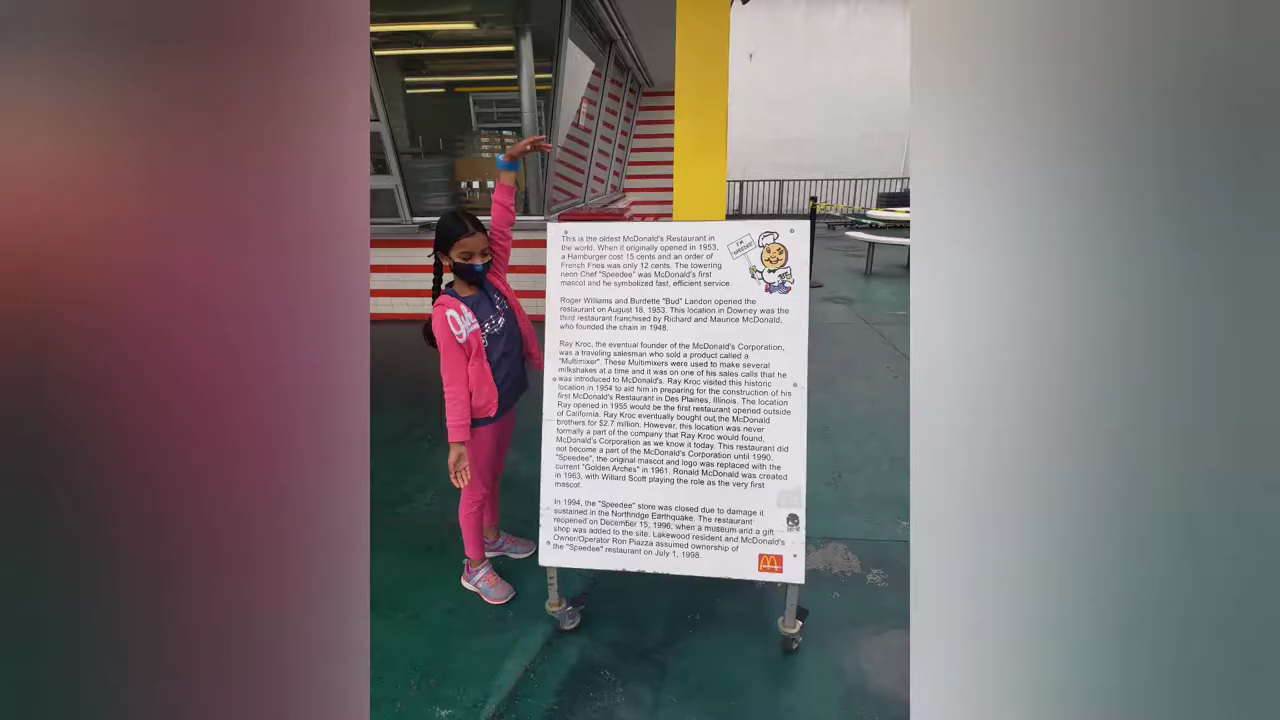 This is the oldest McDonald's Restaurant in
the world. When it originally opened in 1953,
a Hamburger cost 15 cents and an order of
French Fries was only 12 cents. The towering
neon Chef "Speedee" was McDonald's first
mascot and he symbolized fast, efficient service.
I'M
"SPEEDEE"
Roger Williams and Burdette "Bud" Landon opened the
restaurant on August 18, 1953. This location in Downey was the
third restaurant franchised by Richard and Maurice McDonald,
who founded the chain in 1948.
Ray Kroc, the eventual founder of the McDonald's Corporation,
was a traveling salesman who sold a product called a
"Multimixer". These Multimixers were used to make several
milkshakes at a time and it was on one of his sales calls that he
was introduced to McDonald's. Ray Kroc visited this historic
location in 1954 to aid him in preparing for the construction of his
first McDonald's Restaurant in Des Plaines, Illinois. The location
Ray opened in 1955 would be the first restaurant opened outside
of California. Ray Kroc eventually bought out the McDonald
brothers for $2.7 million. However, this location was never
formally a part of the company that Ray Kroc would found,
McDonald's Corporation as we know it today. This restaurant did
not become a part of the McDonald's Corporation until 1990.
"Speedee", the original mascot and logo was replaced with the
current "Golden Arches" in 1961. Ronald McDonald was created
in 1963, with Willard Scott playing the role as the very first
mascot.
In 1994, the "Speedee" store was closed due to damage it
sustained in the Northridge Earthquake. The restaurant
reopened on December 15, 1996, when a museum and a gift
shop was added to the site. Lakewood resident and McDonald's
Owner/Operator Ron Piazza assumed ownership of
the "Speedee" restaurant on July 1, 1998.